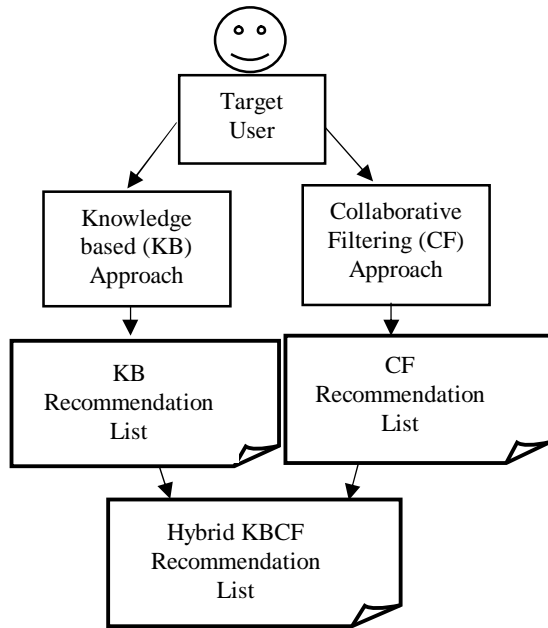 Target
User
Knowledge
based (KB)
Approach
Collaborative
Filtering (CF)
Approach
KB
Recommendation
List
CF
Recommendation
List
Hybrid KBCF
Recommendation
List